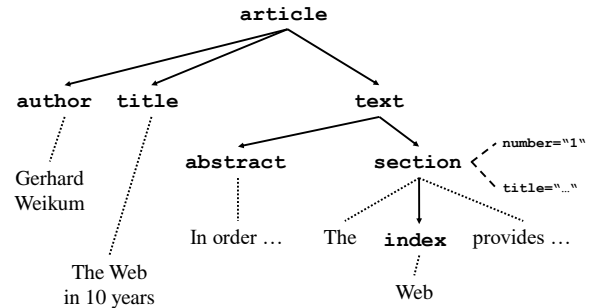 article
author title text
abstract section number="1"
title="…"
Gerhard
Weikum
In order … The index provides …
The Web
in 10 years
Web